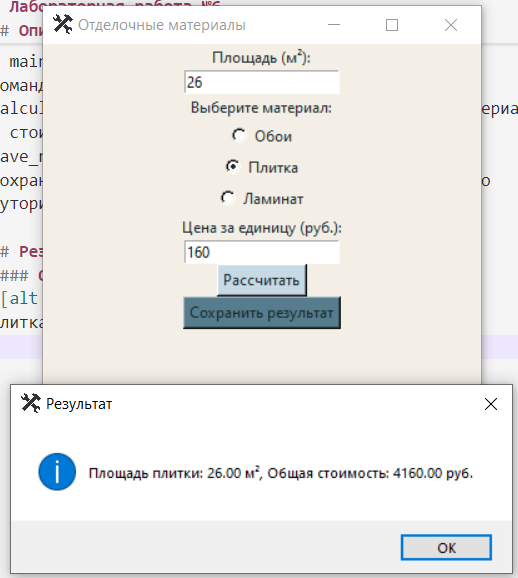 Лабораторная работа №6
# Опи
Отделочные материалы
main
Площадь (м²):
оманд
26
alcul
Выберите материал:
ериа
стои
Обои
ave_r
охран
Плитка
о
утори
Ламинат
Цена за единицу (руб.):
# Рез
160
### С
Рассчитать
[alt
Сохранить результат
литка
Результат
Площадь плитки: 26.00 м², Общая стоимость: 4160.00 руб.
ОК